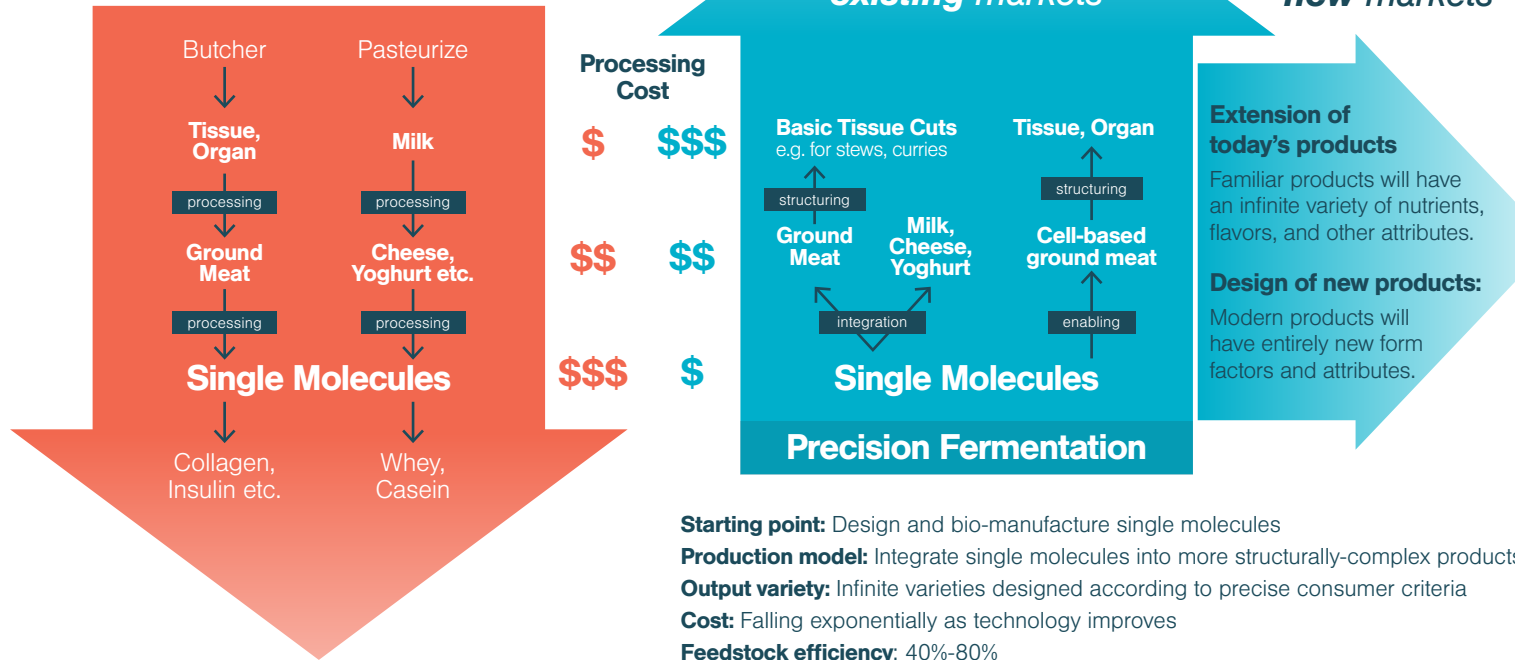 existing markets
new markets
Butcher
Pasteurize
Tissue,
Organ
Milk
processing
processing
Ground
Meat
Cheese,
Yoghurt etc.
processing
processing
Single Molecules
Collagen,
Insulin etc.
Whey,
Casein
Processing
Cost
$ $$$
$$ $$
$$$ $
Basic Tissue Cuts
e.g. for stews, curries
Tissue, Organ
structuring
structuring
Ground
Meat
Milk,
Cheese,
Yoghurt
Cell-based
ground meat
integration
enabling
Single Molecules
Precision Fermentation
Extension of
today's products
Familiar products will have
an infinite variety of nutrients,
flavors, and other attributes.
Design of new products:
Modern products will
have entirely new form
factors and attributes.
Starting point: Design and bio-manufacture single molecules
Production model: Integrate single molecules into more structurally-complex products
Output variety: Infinite varieties designed according to precise consumer criteria
Cost: Falling exponentially as technology improves
Feedstock efficiency: 40%-80%